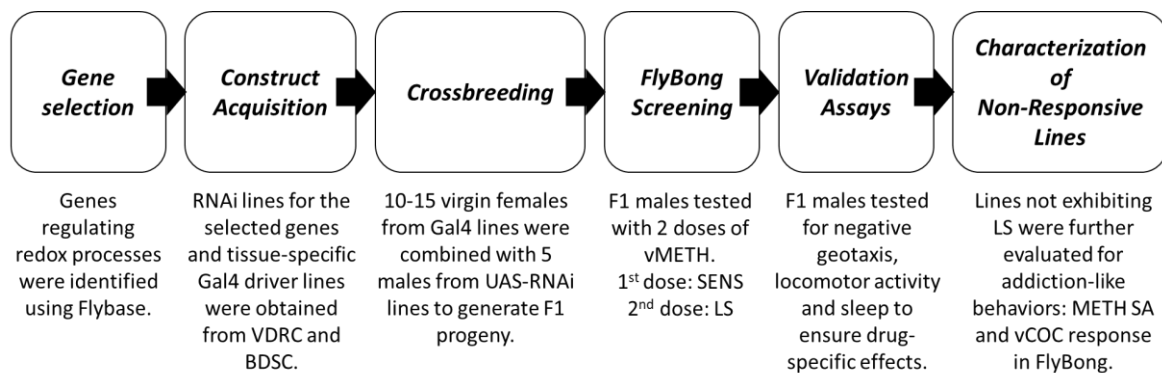 Gene
selection
Construct
Acquisition
Crossbreeding
FlyBong
Screening
Validation
Assays
Characterization
of
Non-Responsive
Lines
Genes
regulating
redox processes
were identified
using Flybase.
RNAi lines for the
selected genes
and tissue-specific
Gal4 driver lines
were obtained
from VDRC and
BDSC.
10-15 virgin females
from Gal4 lines were
combined with 5
males from UAS-RNAi
lines to generate F1
progeny.
F1 males tested
with 2 doses of
vMETH.
1st dose: SENS
2nd dose: LS
F1 males tested
for negative
geotaxis,
locomotor activity
and sleep to
ensure drug-
specific effects.
Lines not exhibiting
LS were further
evaluated for
addiction-like
behaviors: METH SA
and vCOC response
in FlyBong.